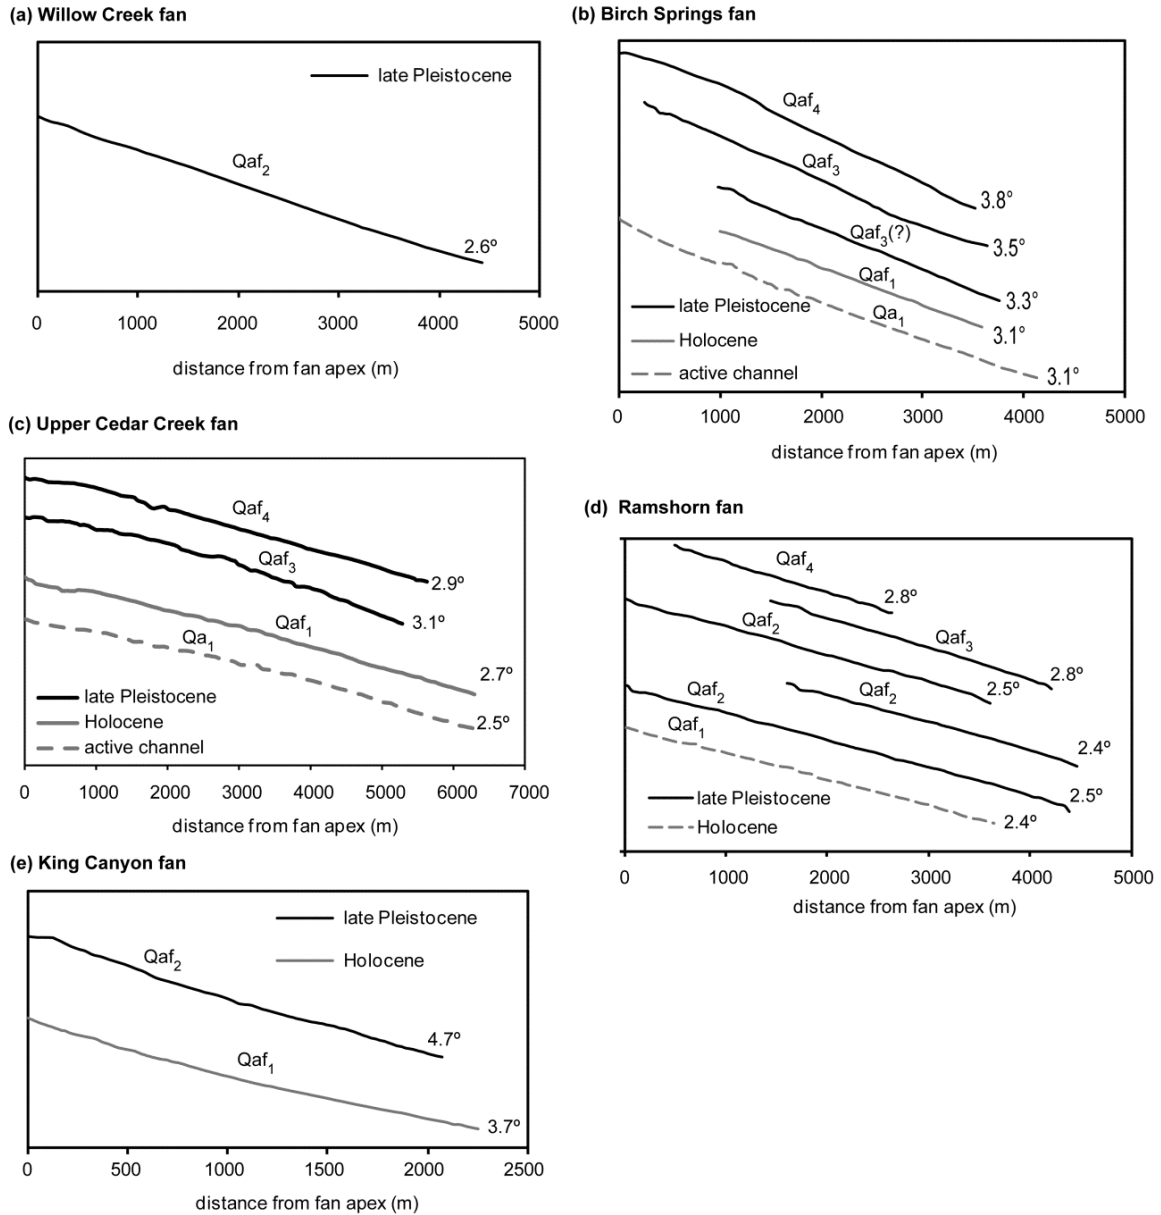 (a) Willow Creek fan
late Pleistocene
Qaf2
2.6º
0 1000 2000 3000 4000 5000
distance from fan apex (m)
(b) Birch Springs fan
Qaf4
3.8°
Qaf3
3.5°
Qaf3(?)
3.3°
Qaf1
3.1°
Qa1
3.1°
late Pleistocene
Holocene
active channel
0 1000 2000 3000 4000 5000
distance from fan apex (m)
(c) Upper Cedar Creek fan
Qaf4
2.9º
Qaf3
3.1º
Qaf1
2.7º
Qa1
2.5º
late Pleistocene
Holocene
active channel
0 1000 2000 3000 4000 5000 6000 7000
distance from fan apex (m)
(d) Ramshorn fan
Qaf4
2.8º
Qaf3
2.8º
Qaf2
2.5º
Qaf2
2.4º
Qaf2
2.5º
Qaf1
2.4º
late Pleistocene
Holocene
0 1000 2000 3000 4000 5000
distance from fan apex (m)
(e) King Canyon fan
late Pleistocene
Holocene
Qaf2
4.7º
Qaf1
3.7º
0 500 1000 1500 2000 2500
distance from fan apex (m)